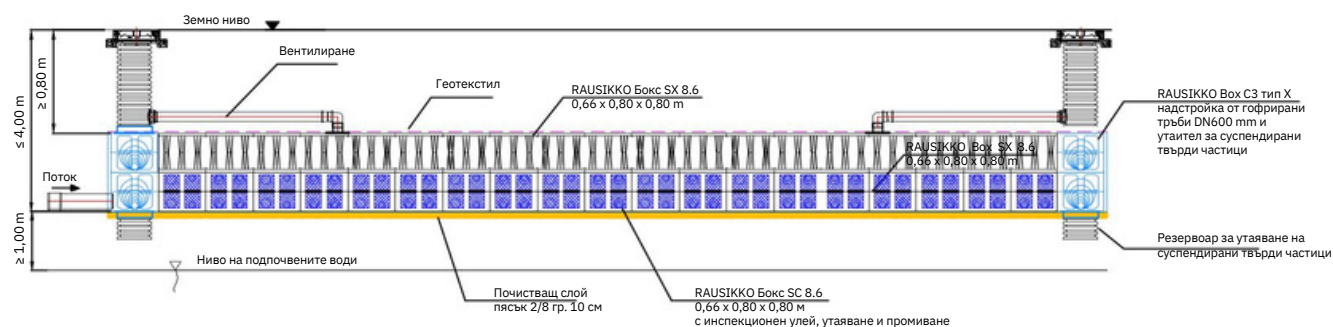 Земно ниво
Вентилиране
Геотекстил
RAUSIKKO Бокс SX 8.6
0,66 x 0,80 x 0,80 m
RAUSIKKO Box C3 тип X
надстройка от гофрирани
тръби DN600 mm и
утаител за суспендирани
твърди частици
≤ 4,00 m
≥ 0,80 m
RAUSIKKO Box SX 8.6
0,66 x 0,80 x 0,80 m
Поток
≥ 1,00 m
Ниво на подпочвените води
Резервоар за утаяване на
суспендирани твърди частици
Почистващ слой
пясък 2/8 гр. 10 см
RAUSIKKO Бокс SC 8.6
0,66 x 0,80 x 0,80 м
с инспекционен улей, утаяване и промиване